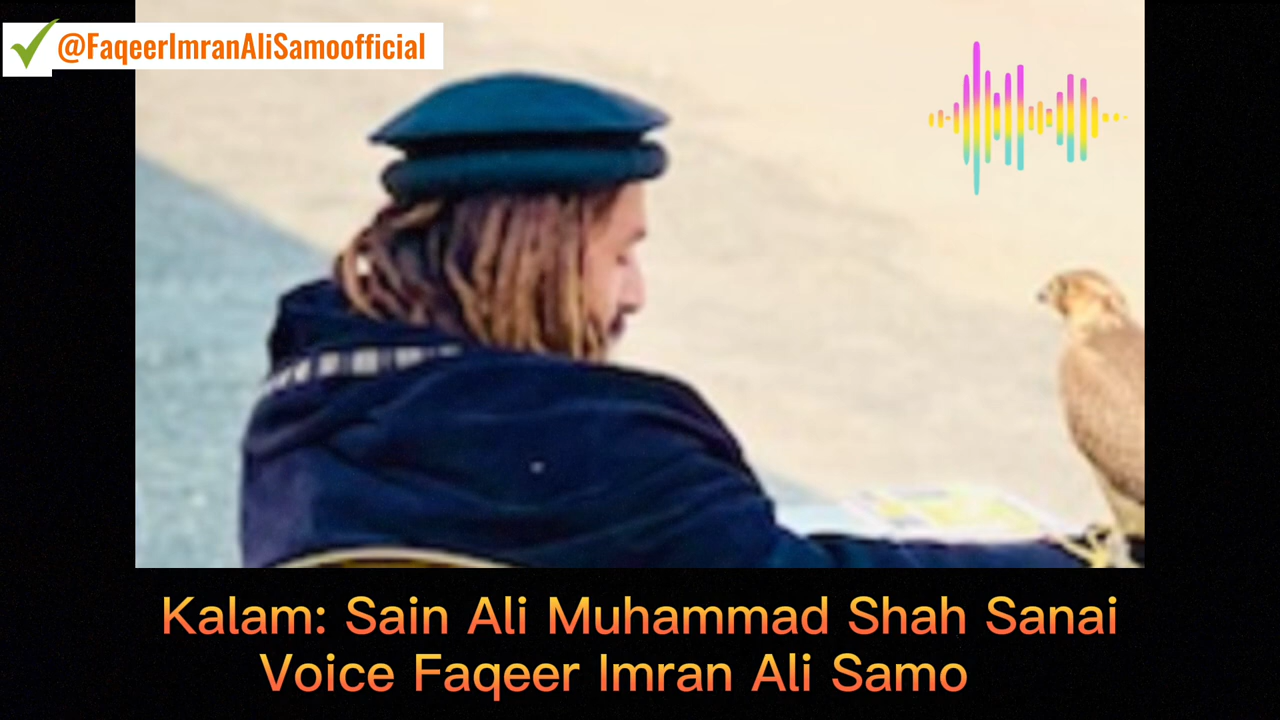 @FaqeerImranAliSamoofficial
Kalam: Sain Ali Muhammad Shah Sanai
Voice Faqeer Imran Ali Samo